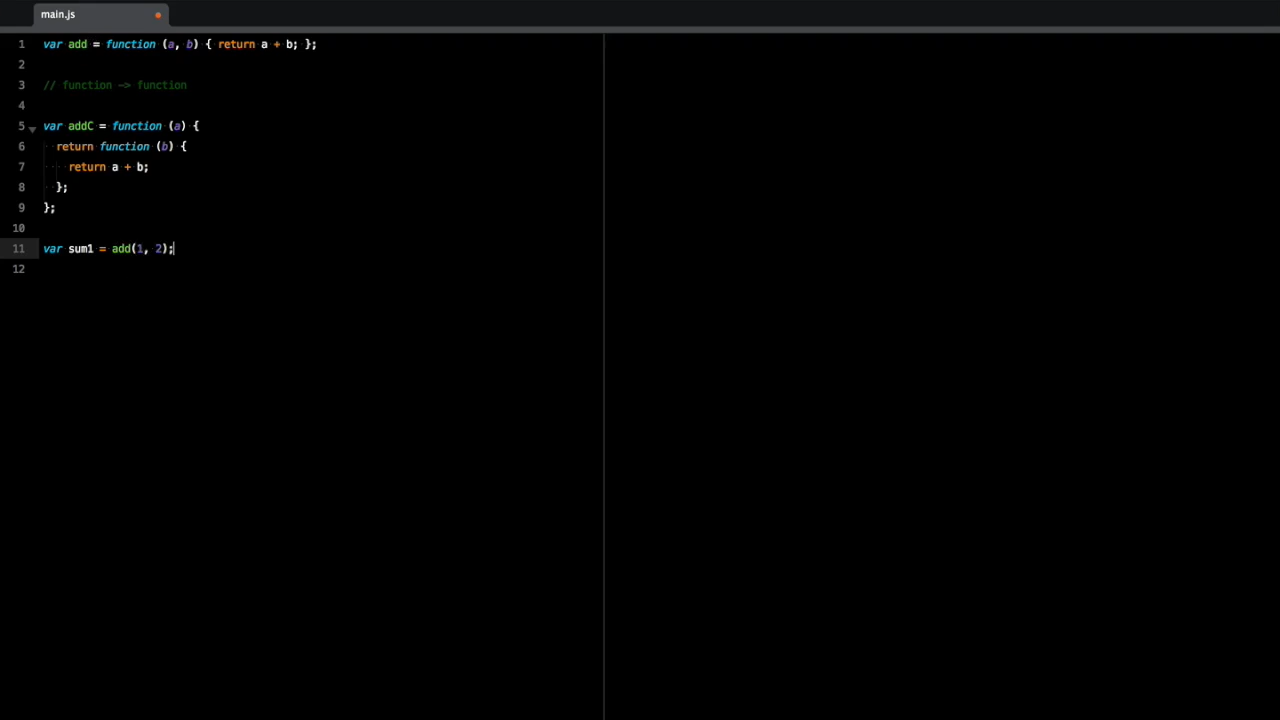 main.js
1 var add = function (a, b) { return a + b; };
2
3 // function -> function
4
5 var addC = function (a) {
6 return function (b) {
7 return a + b;
8 };
9 };
10
11 var sum1 = add(1, 2);
12